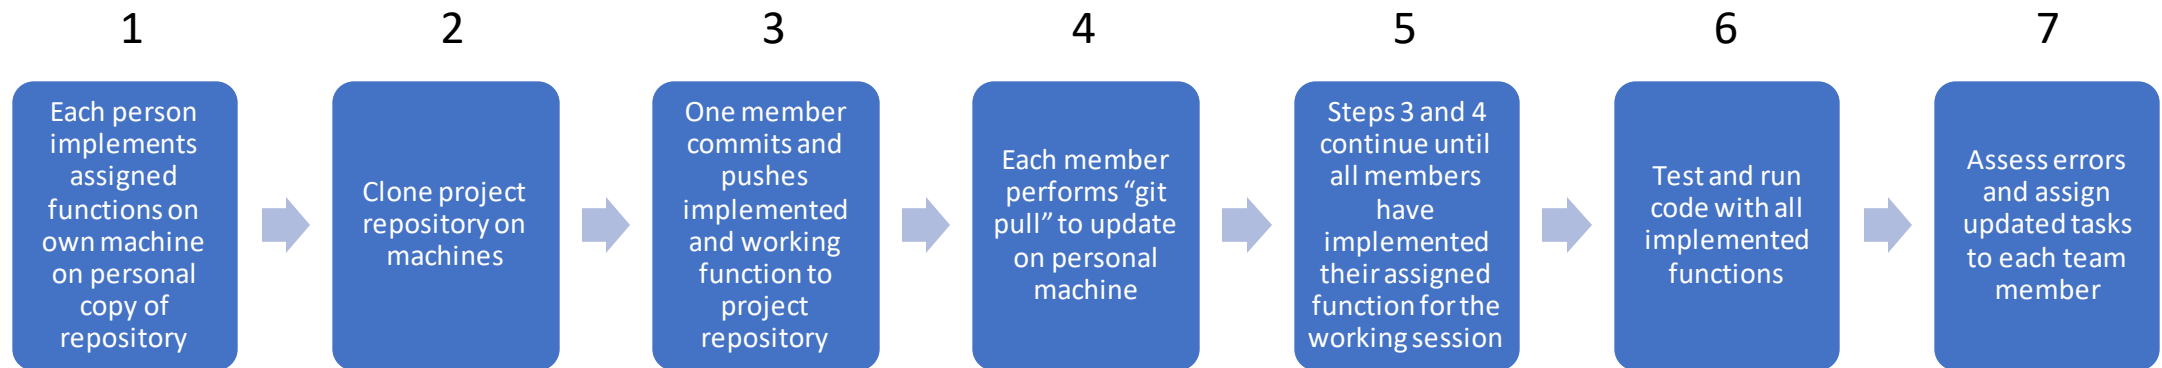 1
2
3
4
5
6
7
Each person
implements
assigned
functions on
own machine
on personal
copy of
repository
Clone project
repository on
machines
One member
commits and
pushes
implemented
and working
function to
project
repository
Each member
performs “git
pull” to update
on personal
machine
Steps 3 and 4
continue until
all members
have
implemented
their assigned
function for the
working session
Test and run
code with all
implemented
functions
Assess errors
and assign
updated tasks
to each team
member